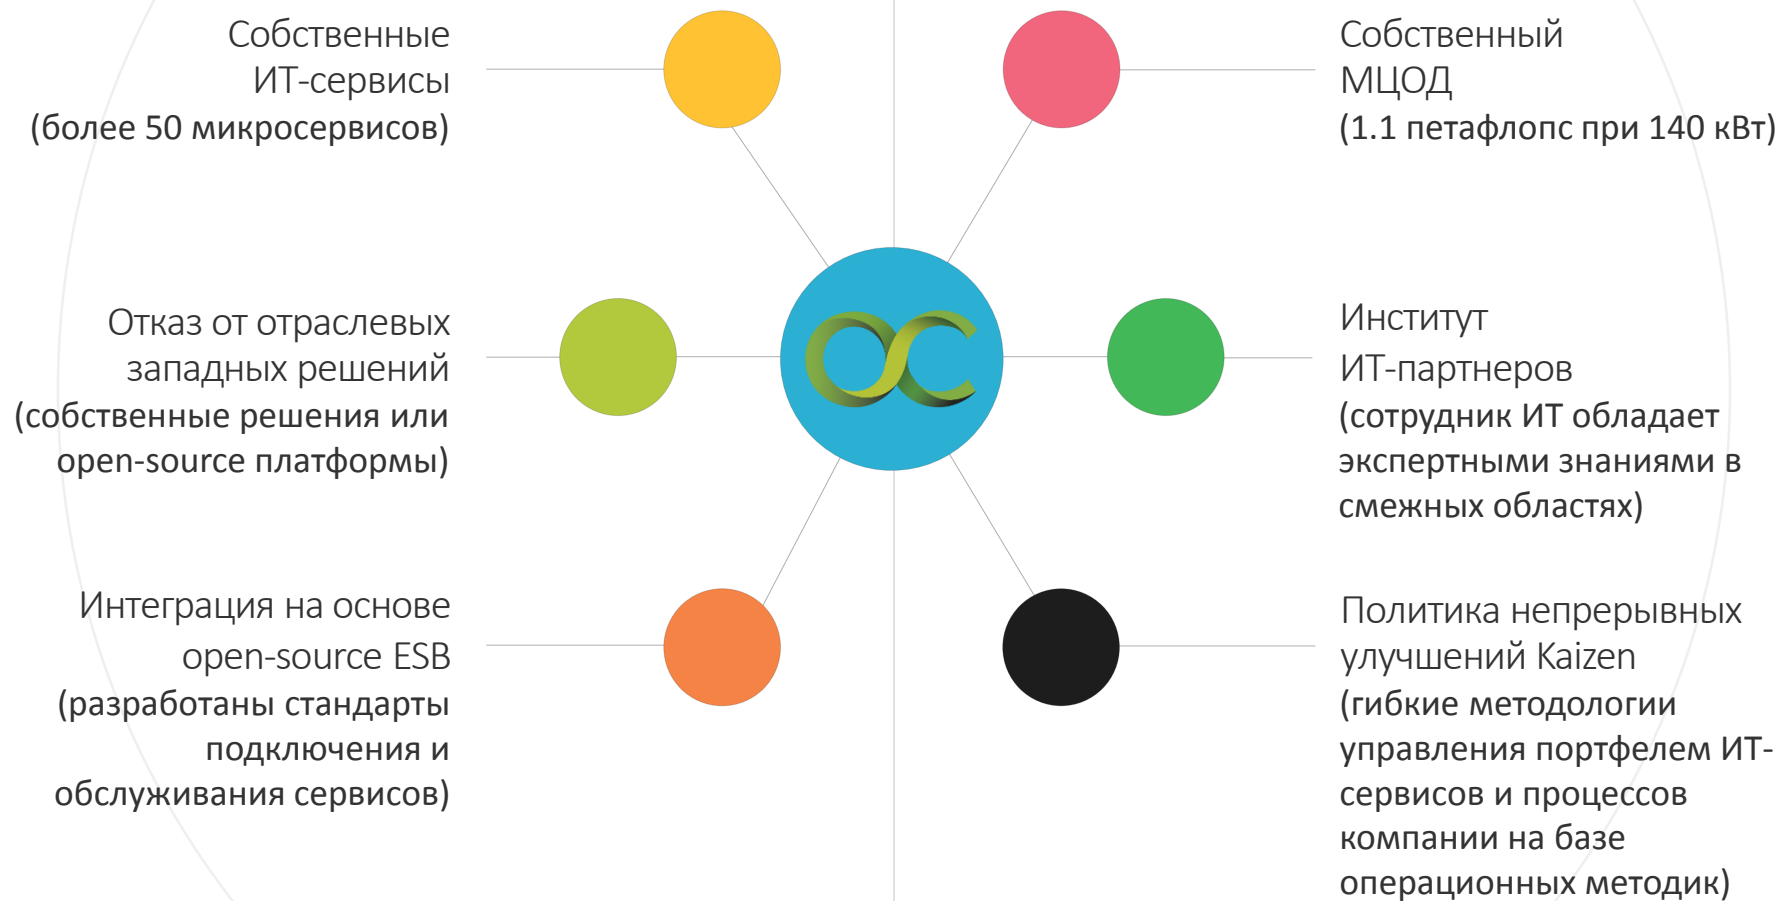 Собственные
ИТ-сервисы
(более 50 микросервисов)
Собственный
МЦОД
(1.1 петафлопс при 140 кВт)
Отказ от отраслевых
западных решений
(собственные решения или
open-source платформы)
Институт
ИТ-партнеров
(сотрудник ИТ обладает
экспертными знаниями в
смежных областях)
Интеграция на основе
open-source ESB
(разработаны стандарты
подключения и
обслуживания сервисов)
Политика непрерывных
улучшений Kaizen
(гибкие методологии
управления портфелем ИТ-
сервисов и процессов
компании на базе
операционных методик)